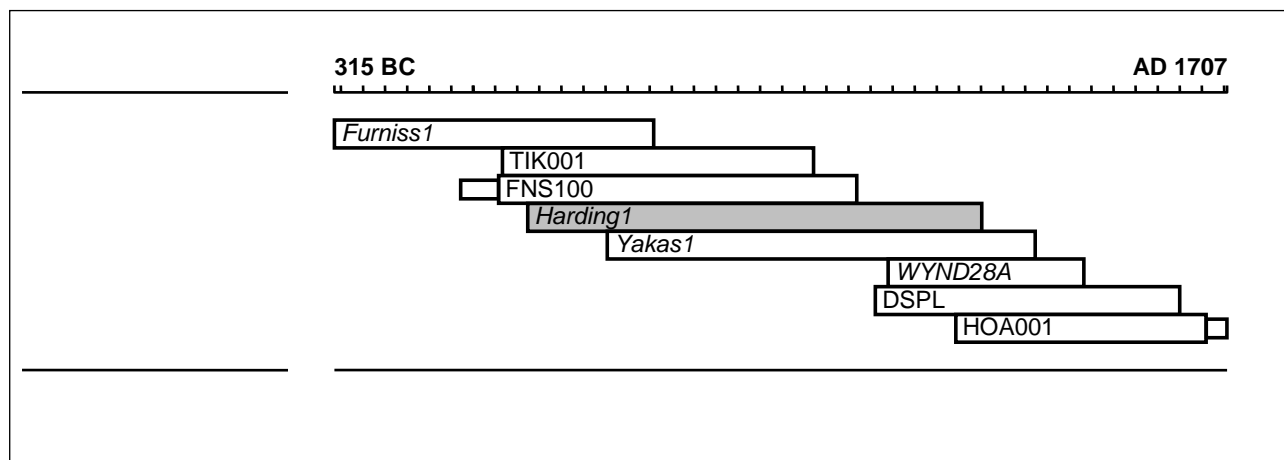 315 BC AD 1707
Furniss1
TIK001
FNS100
Harding1
Yakas1
WYND28A
DSPL
HOA001